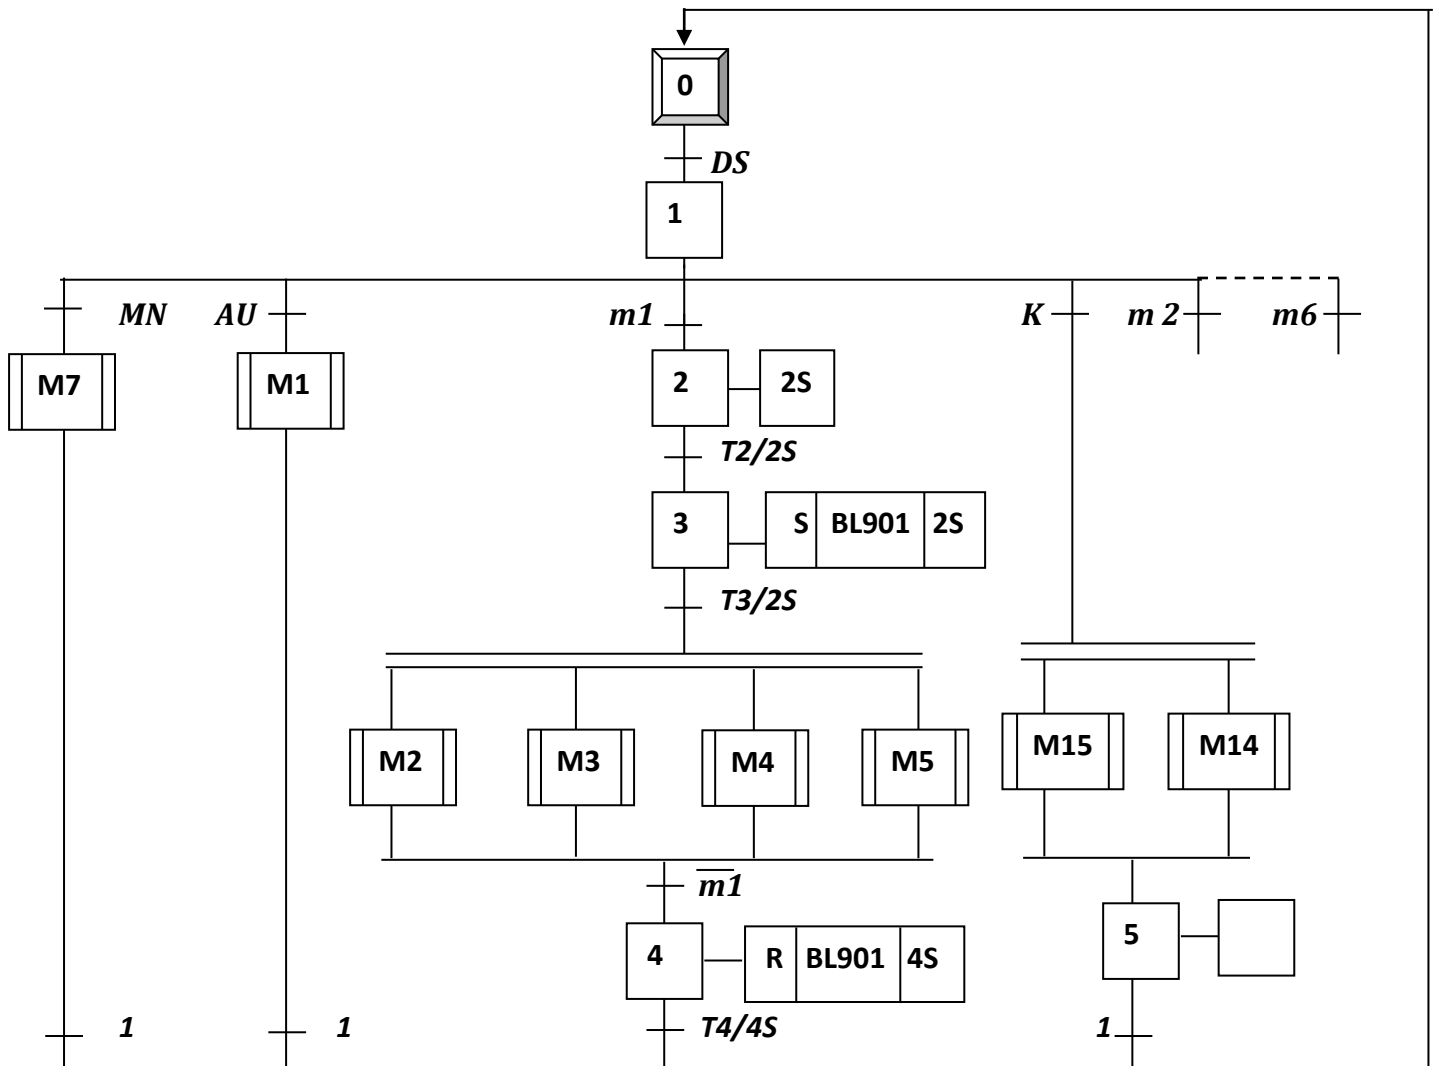 0
DS
1
MN AU m1 K m 2 m6
M7 M1 2 2S
T2/2S
3 S BL901 2S
T3/2S
M2 M3 M4 M5 M15 M14
m̅1̅
4 R BL901 4S 5
1 1 T4/4S 1